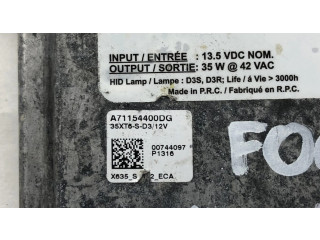 INPUT / ENTRÉE : 13.5 VDC NOM.
OUTPUT / SORTIE: 35 W @ 42 VAC
HID Lamp / Lampe : D3S, D3R; Life / á Vie > 3000h
Made in P.R.C. / Fabriqué en R.P.C.
A71154400DG
35XT6-S-D3/12V
00744097
P1316
X635_S 2_ECA
FO